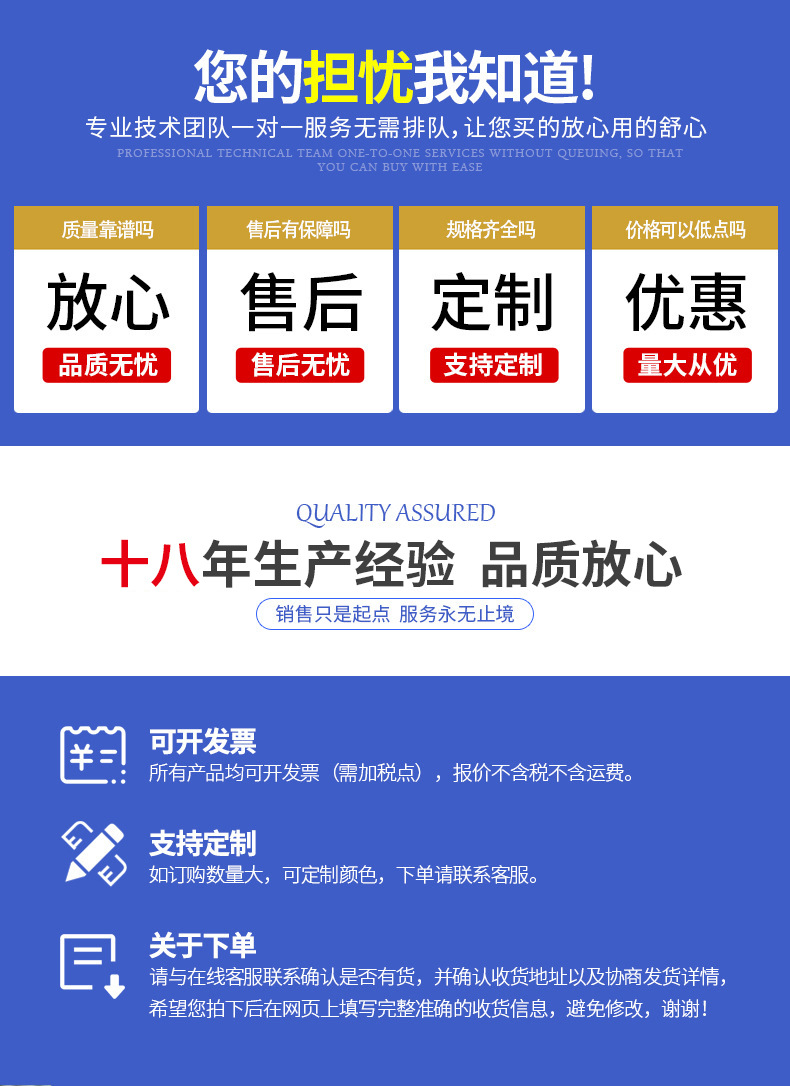 您的担忧我知道!
专业技术团队一对一服务无需排队,让您买的放心用的舒心
PROFESSIONAL TECHNICAL TEAM ONE-TO-ONE SERVICES WITHOUT QUEUING, SO THAT
YOU CAN BUY WITH EASE
质量靠谱吗
放心
品质无忧
售后有保障吗
售后
售后无忧
规格齐全吗
定制
支持定制
价格可以低点吗
优惠
量大从优
QUALITY ASSURED
十八年生产经验 品质放心
销售只是起点 服务永无止境
可开发票
所有产品均可开发票（需加税点），报价不含税不含运费。
支持定制
如订购数量大，可定制颜色，下单请联系客服。
关于下单
请与在线客服联系确认是否有货，并确认收货地址以及协商发货详情，
希望您拍下后在网页上填写完整准确的收货信息，避免修改，谢谢！